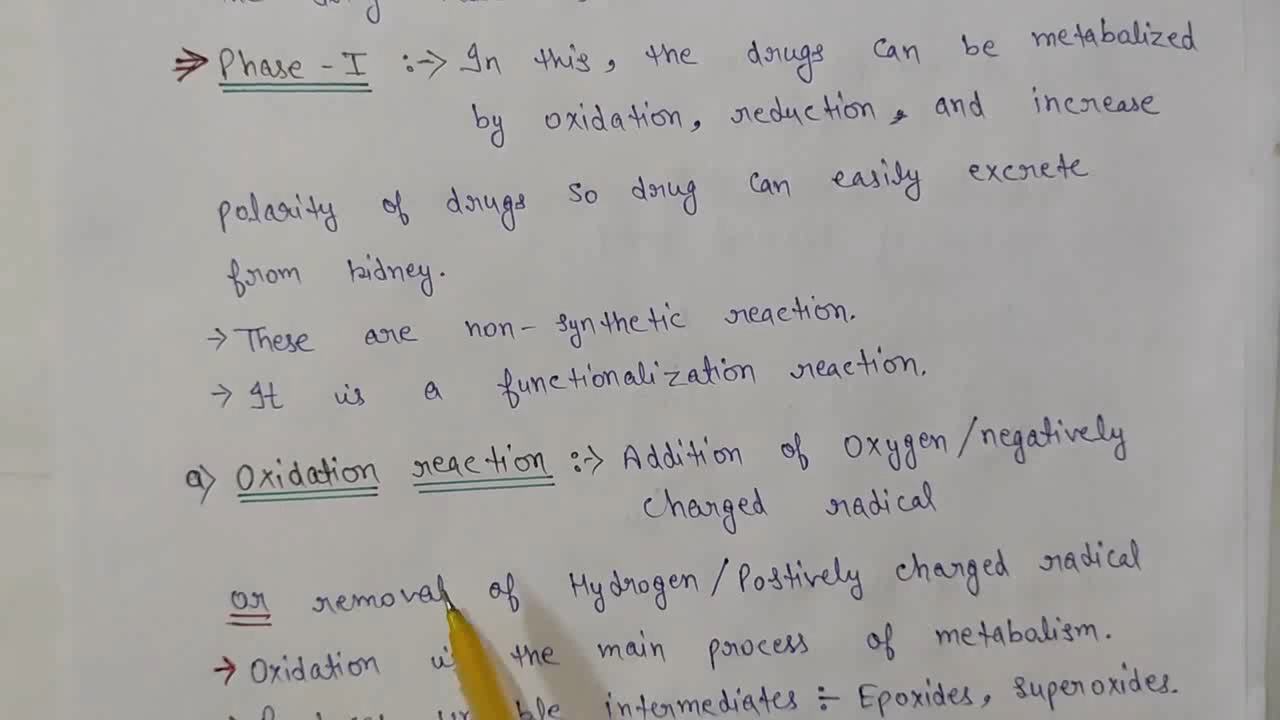 ⇒ Phase - I :→ In this, the drugs can be metabalized
by oxidation, reduction, and increase
polarity of drugs so drug can easily excrete
from kidney.
→ These are non-synthetic reaction.
→ It is a functionalization reaction.
a) Oxidation reaction :→ Addition of Oxygen/negatively
charged radical
or removal of Hydrogen/Postively charged radical
→ Oxidation is the main process of metabalism.
intermediates ÷ Epoxides, superoxides.